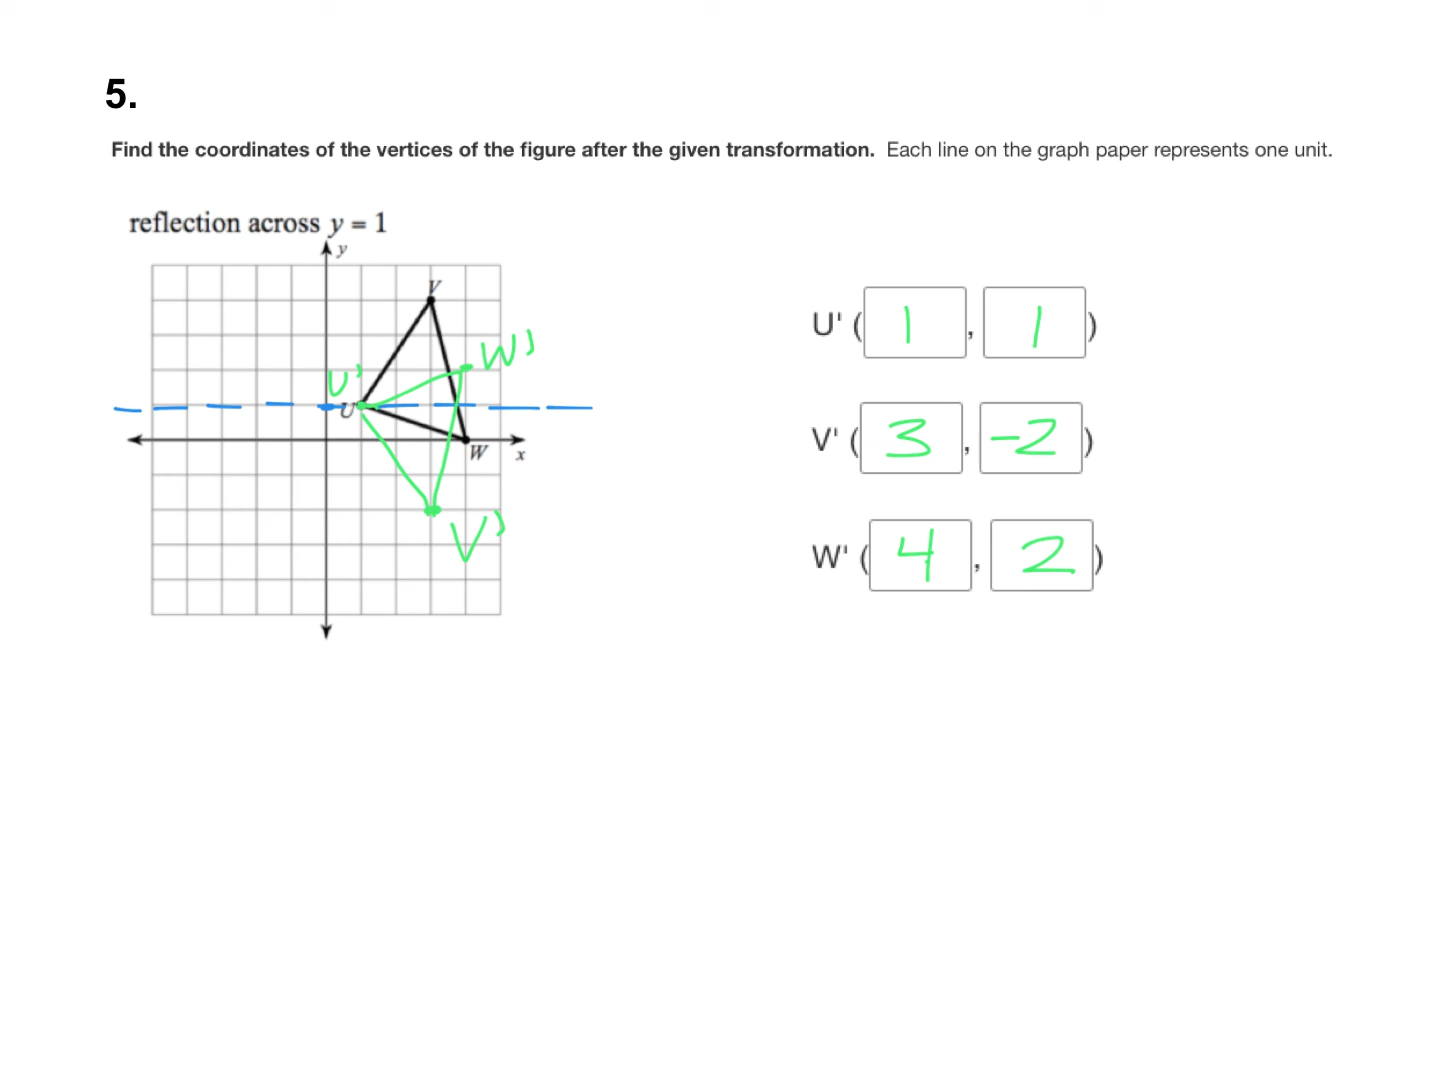 5.
Find the coordinates of the vertices of the figure after the given transformation. Each line on the graph paper represents one unit.
reflection across y = 1
y
V
W'
U'
U
W
x
V'
U' ( 1 , 1 )
V' ( 3 , -2 )
W' ( 4 , 2 )